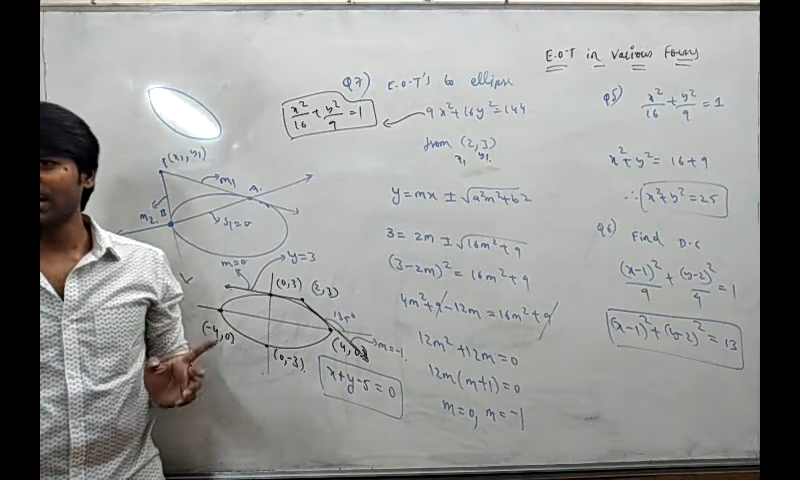 E.O.T in Various Forms
P(x₁,y₁)
m₁
A
m₂
B
S₁=0
m=0
y=3
(0,3)
(2,3)
135°
(-4,0)
(4,0)
m=-1
(0,-3)
x+y-5=0
Q7) E.O.T's to ellipse
x²/16 + y²/9 = 1
9x²+16y²=144
from (2,3)
x₁ y₁
y=mx ± √a²m²+b²
3=2m ± √16m²+9
(3-2m)²=16m²+9
4m²+9-12m=16m²+9
12m²+12m=0
12m(m+1)=0
m=0, m=-1
Q5) x²/16 + y²/9 = 1
x²+y²=16+9
∴ x²+y²=25
Q6) Find D.C
(x-1)²/9 + (y-2)²/4 = 1
(x-1)²+(y-2)²=13